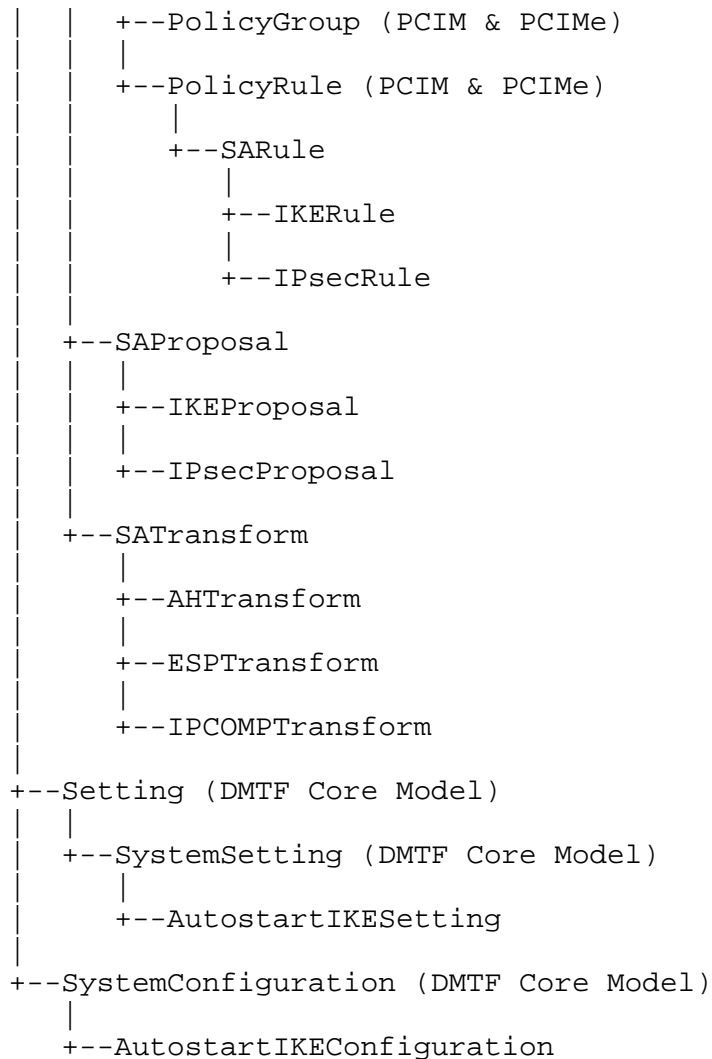 |  |  +--PolicyGroup (PCIM & PCIMe)
|  |  |
|  |  +--PolicyRule (PCIM & PCIMe)
|  |     |
|  |     +--SARule
|  |        |
|  |        +--IKERule
|  |        |
|  |        +--IPsecRule
|  |
|  +--SAProposal
|  |  |
|  |  +--IKEProposal
|  |  |
|  |  +--IPsecProposal
|  |
|  +--SATransform
|     |
|     +--AHTransform
|     |
|     +--ESPTransform
|     |
|     +--IPCOMPTransform
|
+--Setting (DMTF Core Model)
|  |
|  +--SystemSetting (DMTF Core Model)
|     |
|     +--AutostartIKESetting
|
+--SystemConfiguration (DMTF Core Model)
   |
   +--AutostartIKEConfiguration